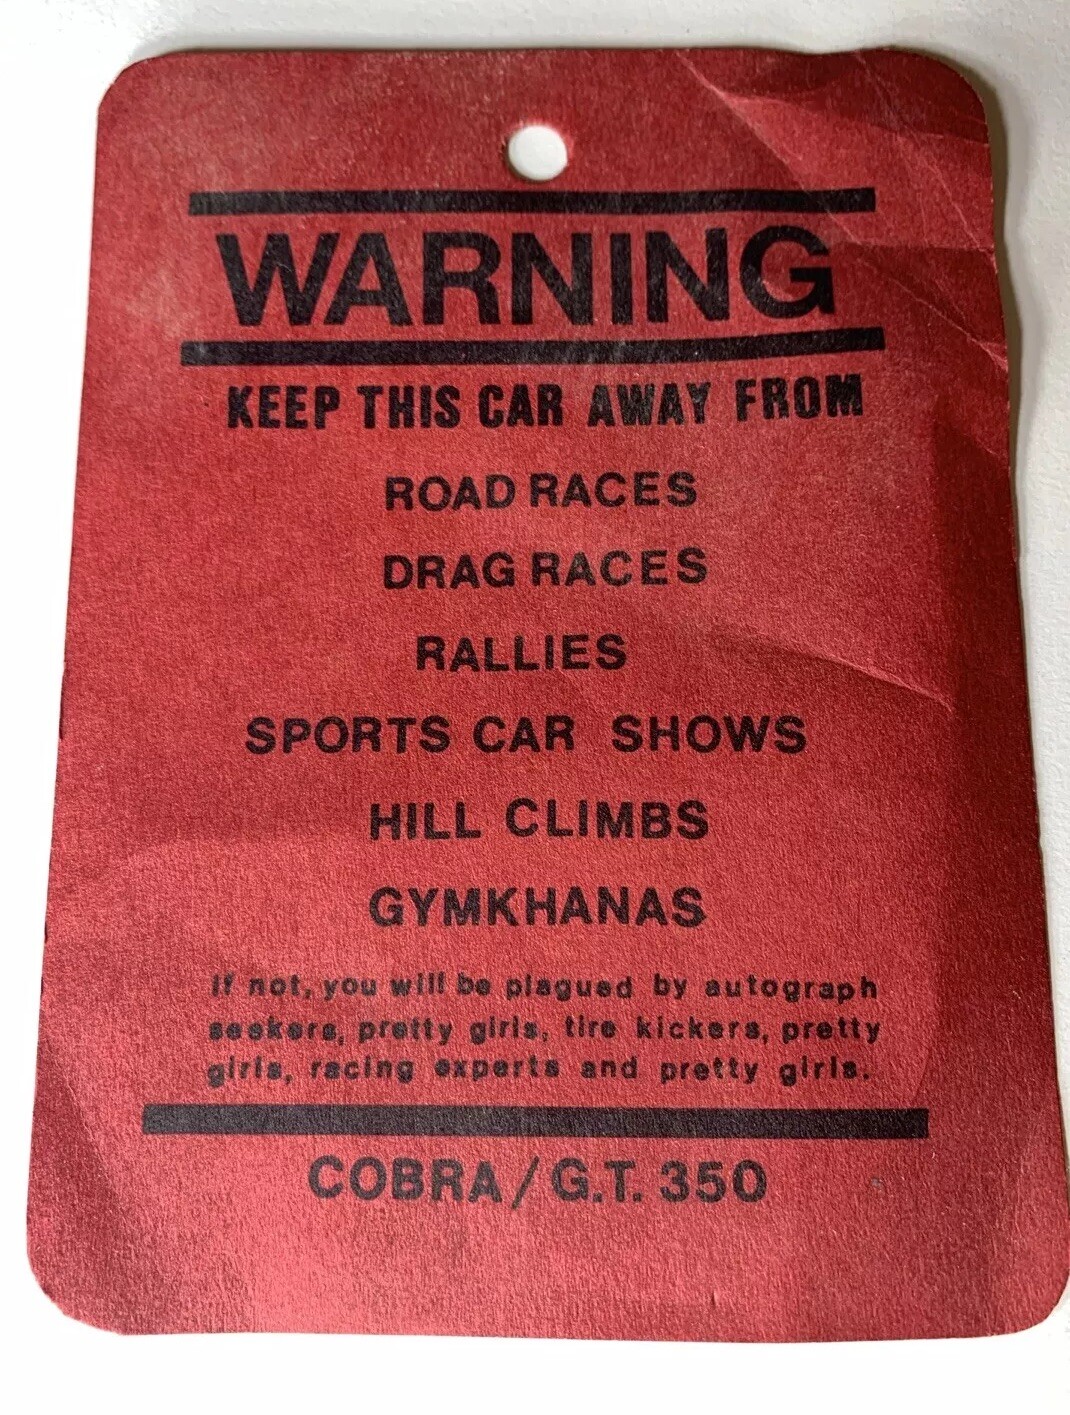 WARNING
KEEP THIS CAR AWAY FROM
ROAD RACES
DRAG RACES
RALLIES
SPORTS CAR SHOWS
HILL CLIMBS
GYMKHANAS
If not, you will be plagued by autograph
seekers, pretty girls, tire kickers, pretty
girls, racing experts and pretty girls.
COBRA/G.T. 350